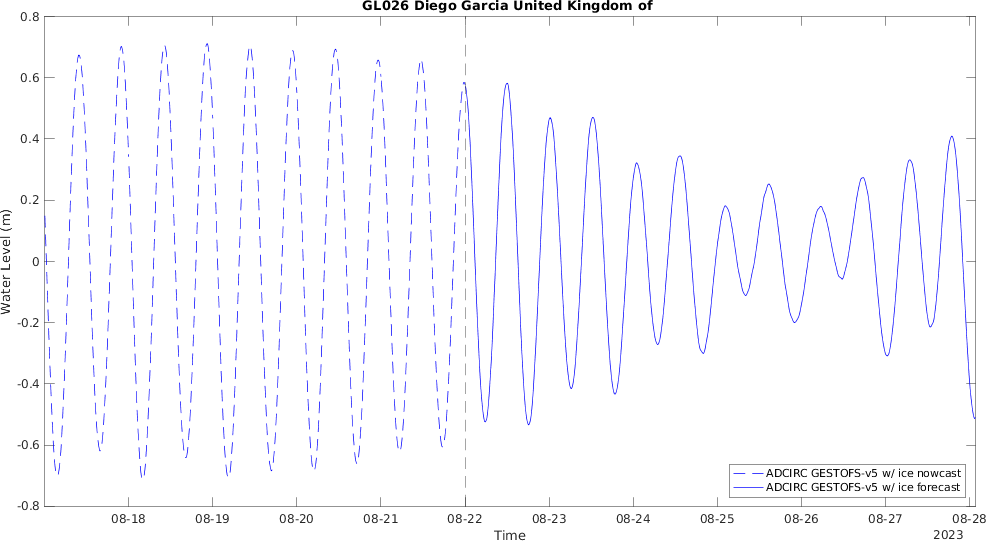 GL026 Diego Garcia United Kingdom of
Water Level (m)
0.8
0.6
0.4
0.2
0
-0.2
-0.4
-0.6
-0.8
ADCIRC GESTOFS-v5 w/ ice nowcast
ADCIRC GESTOFS-v5 w/ ice forecast
08-18 08-19 08-20 08-21 08-22 08-23 08-24 08-25 08-26 08-27 08-28
Time
2023